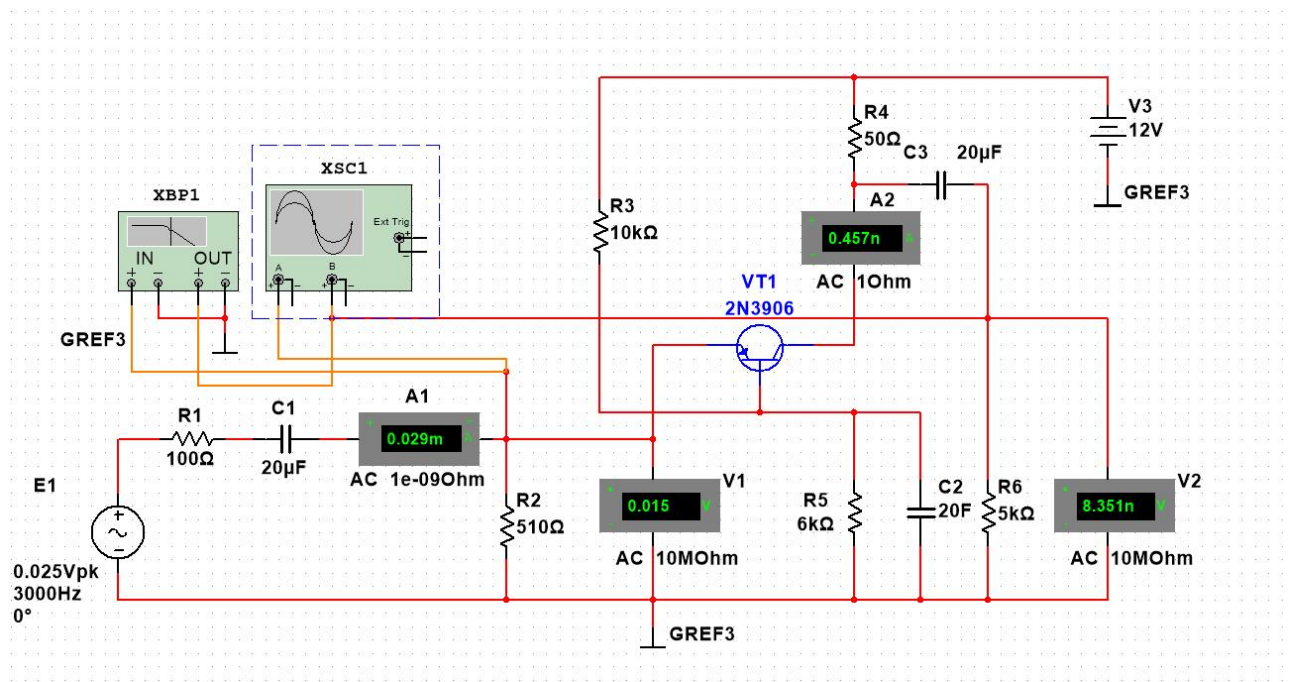 V3
12V
GREF3
R4
50Ω
C3 20µF
A2
0.457n
AC 1Ohm
R3
10kΩ
VT1
2N3906
XSC1
Ext Trig
+
-
A
B
+ - + -
XBP1
IN OUT
+ - + -
GREF3
A1
+ -
0.029m A
AC 1e-09Ohm
R1
100Ω
C1
20µF
E1
+
-
0.025Vpk
3000Hz
0°
R2
510Ω
V1
+
0.015 V
-
AC 10MOhm
R5
6kΩ
C2
20F
R6
5kΩ
V2
+
8.351n V
-
AC 10MOhm
GREF3